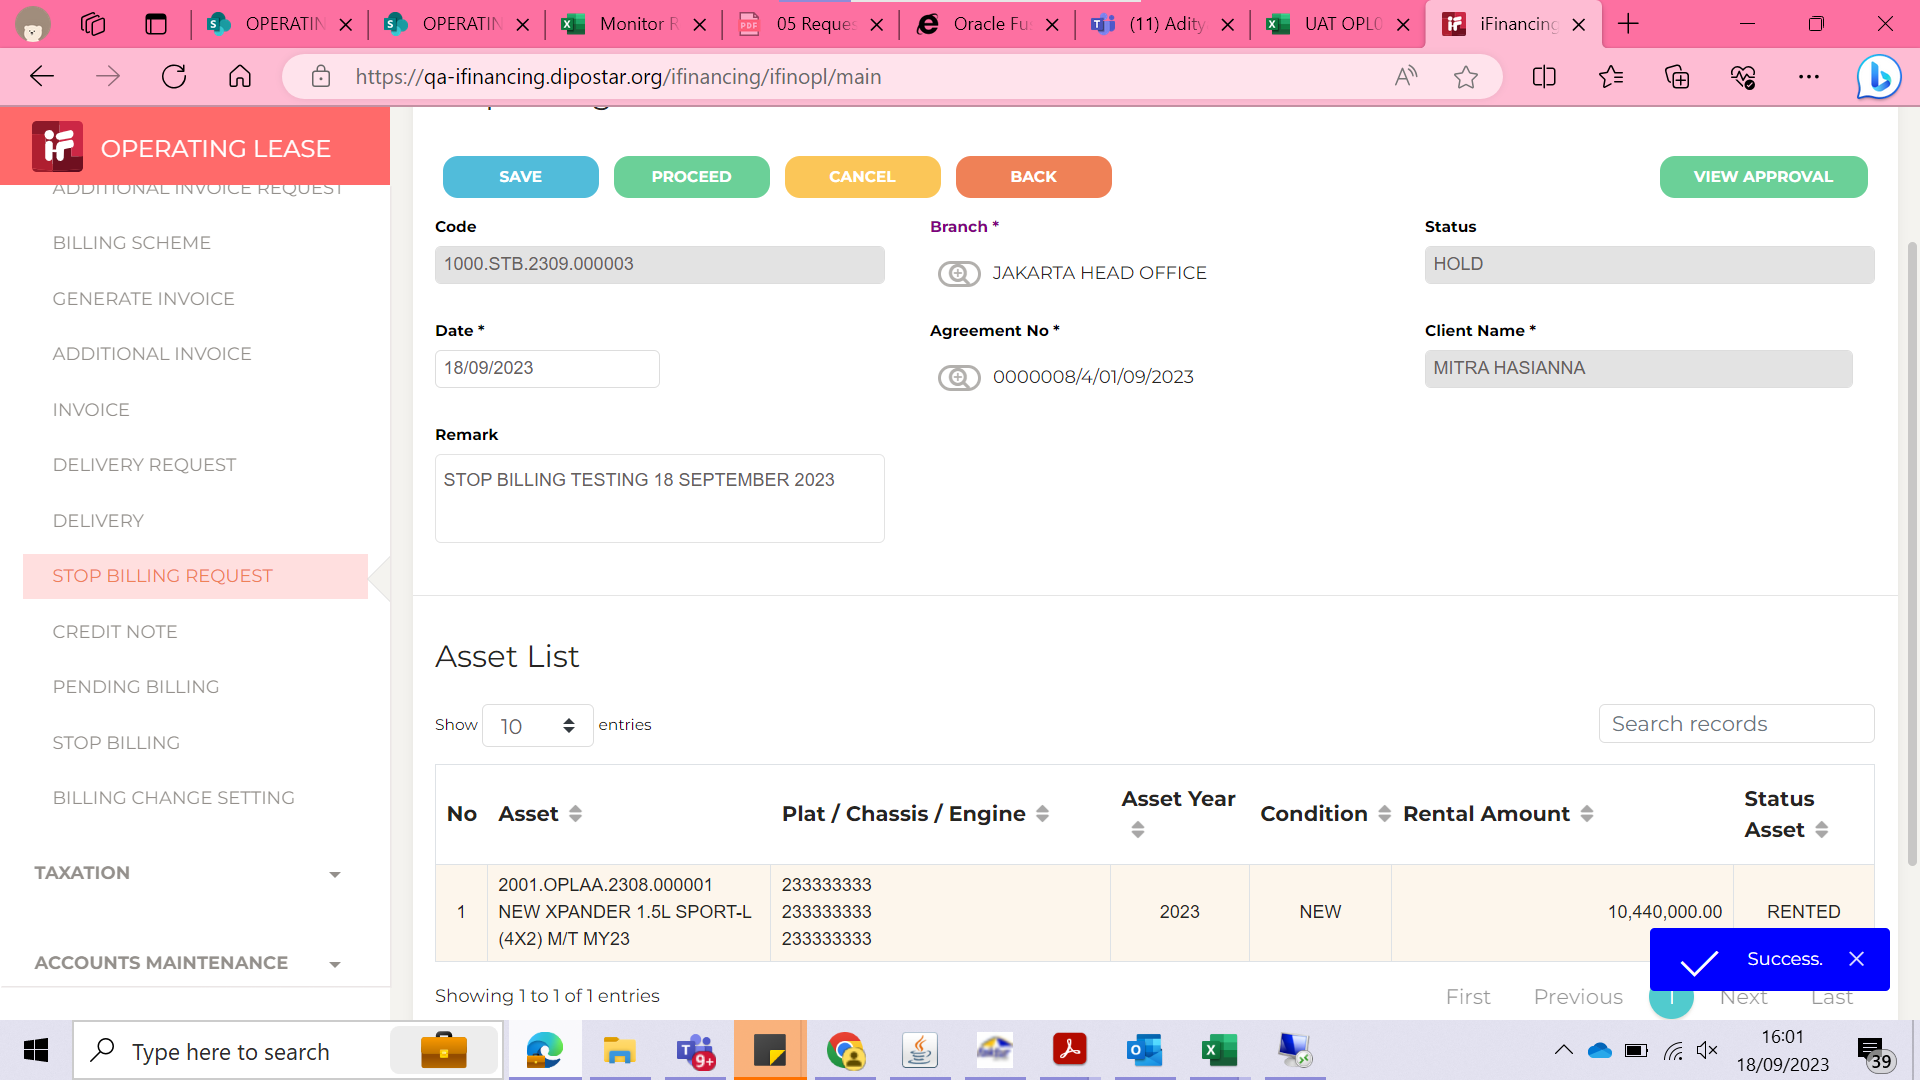 OPERATIN
OPERATIN
Monitor R
05 Reques
Oracle Fu
(11) Adity
UAT OPL0
iFinancing
https://qa-ifinancing.dipostar.org/ifinancing/ifinopl/main
iF OPERATING LEASE
ADDITIONAL INVOICE REQUEST
BILLING SCHEME
GENERATE INVOICE
ADDITIONAL INVOICE
INVOICE
DELIVERY REQUEST
DELIVERY
STOP BILLING REQUEST
CREDIT NOTE
PENDING BILLING
STOP BILLING
BILLING CHANGE SETTING
TAXATION
ACCOUNTS MAINTENANCE
SAVE PROCEED CANCEL BACK VIEW APPROVAL
Code Branch * Status
1000.STB.2309.000003 JAKARTA HEAD OFFICE HOLD
Date * Agreement No * Client Name *
18/09/2023 0000008/4/01/09/2023 MITRA HASIANNA
Remark
STOP BILLING TESTING 18 SEPTEMBER 2023
Asset List
Show 10 entries Search records
No Asset Plat / Chassis / Engine Asset Year Condition Rental Amount Status Asset
2001.OPLAA.2308.000001 233333333
1 NEW XPANDER 1.5L SPORT-L 233333333 2023 NEW 10,440,000.00 RENTED
(4X2) M/T MY23 233333333
Success.
Showing 1 to 1 of 1 entries First Previous 1 Next Last
Type here to search
9+
16:01
18/09/2023
39